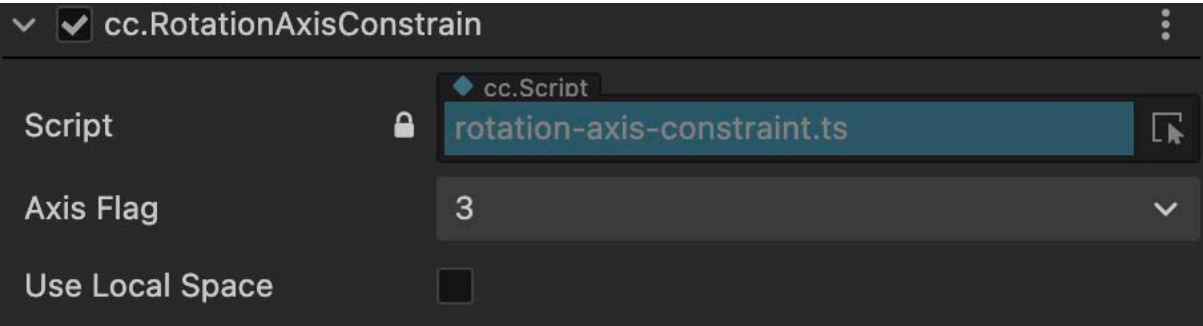 cc.RotationAxisConstrain
cc.Script
Script
rotation-axis-constraint.ts
Axis Flag
3
Use Local Space